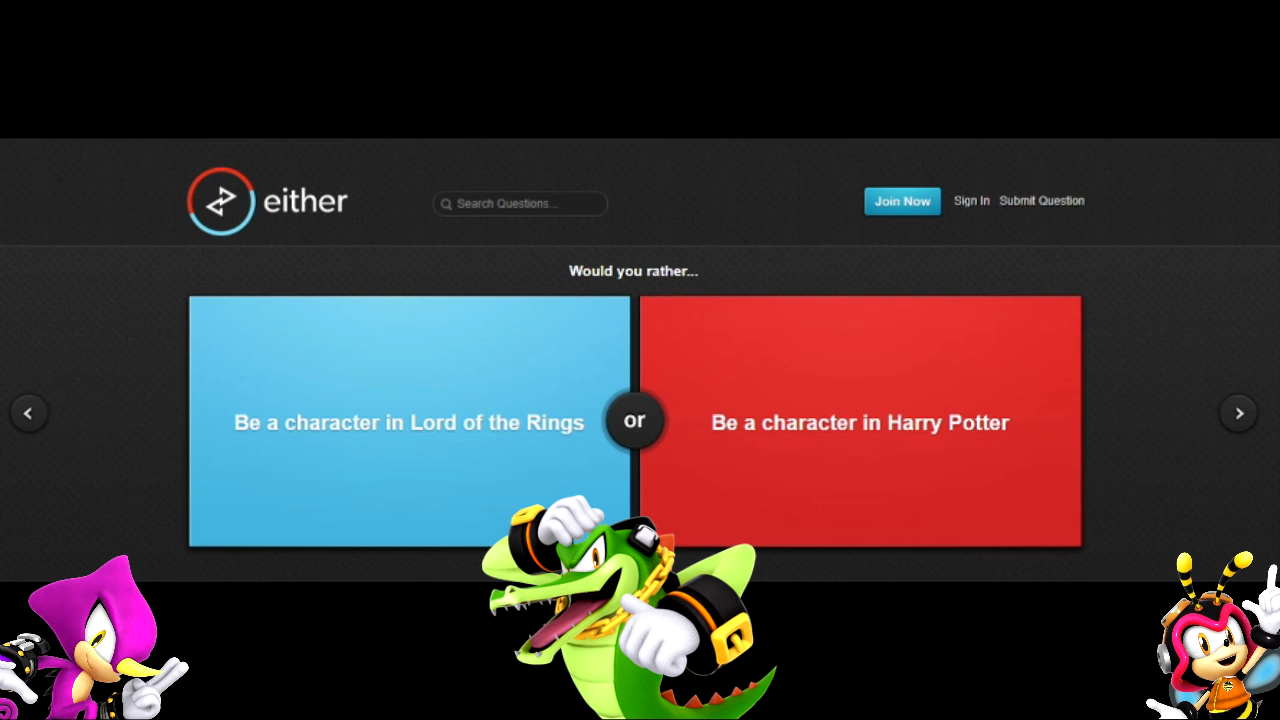 either
Search Questions...
Join Now
Sign In
Submit Question
Would you rather...
Be a character in Lord of the Rings
or
Be a character in Harry Potter